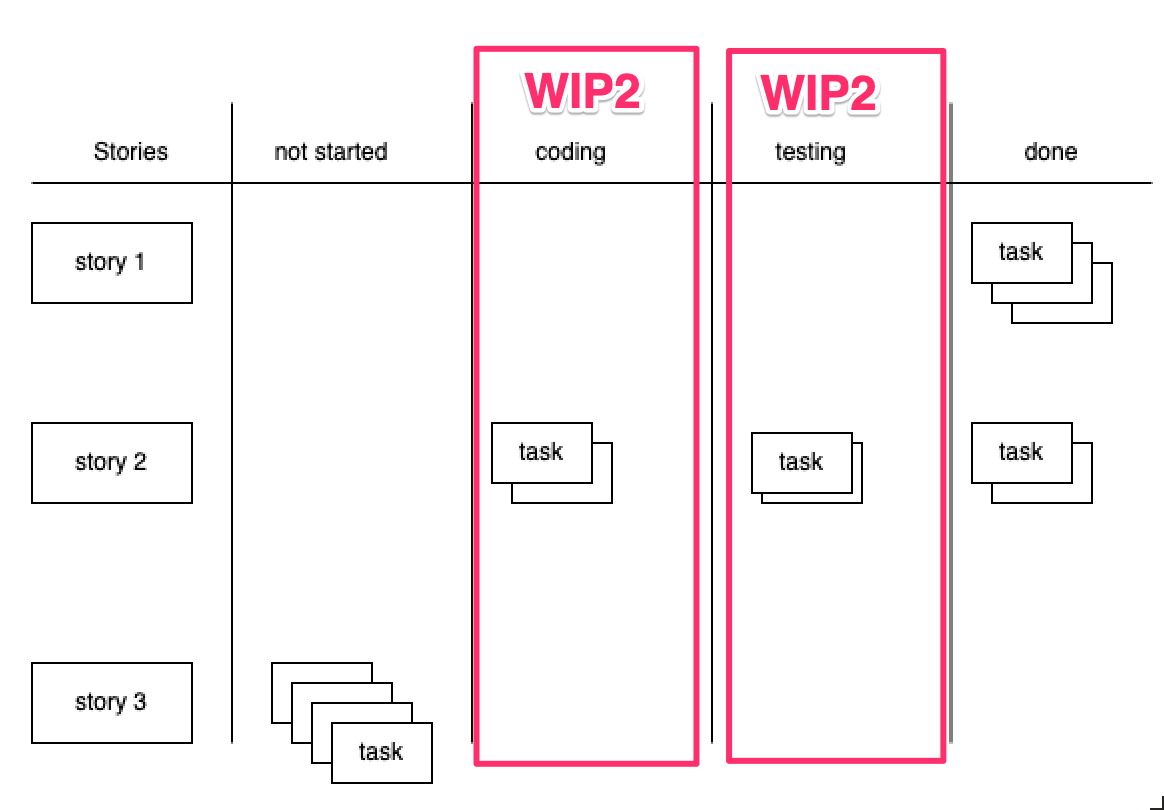 WIP2
WIP2
Stories
not started
coding
testing
done
story 1
task
story 2
task
task
task
story 3
task